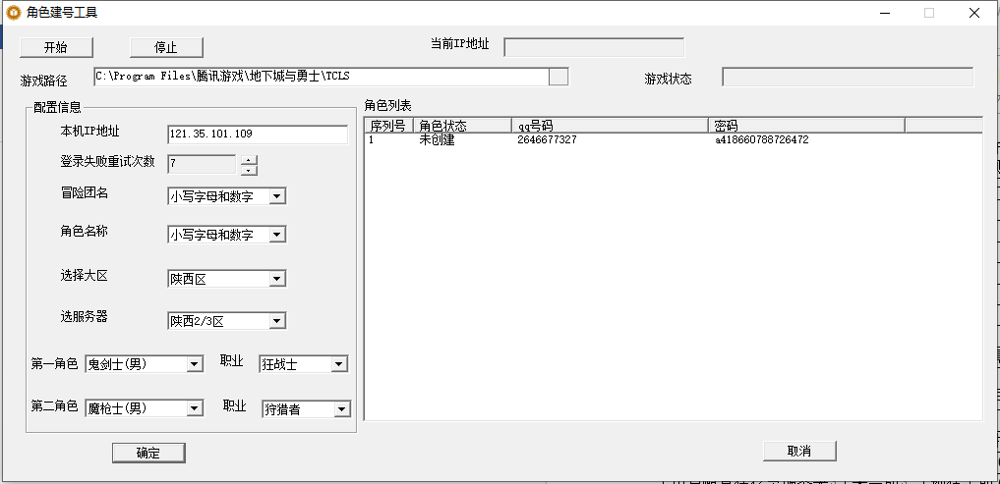 角色建号工具
开始 停止 当前IP地址
游戏路径 C:\Program Files\腾讯游戏\地下城与勇士\TCLS 游戏状态
配置信息
本机IP地址 121.35.101.109
登录失败重试次数 7
冒险团名 小写字母和数字
角色名称 小写字母和数字
选择大区 陕西区
选服务器 陕西2/3区
第一角色 鬼剑士(男) 职业 狂战士
第二角色 魔枪士(男) 职业 狩猎者
确定
角色列表
序列号 角色状态 qq号码 密码
1 未创建 2646677327 a418660788726472
取消